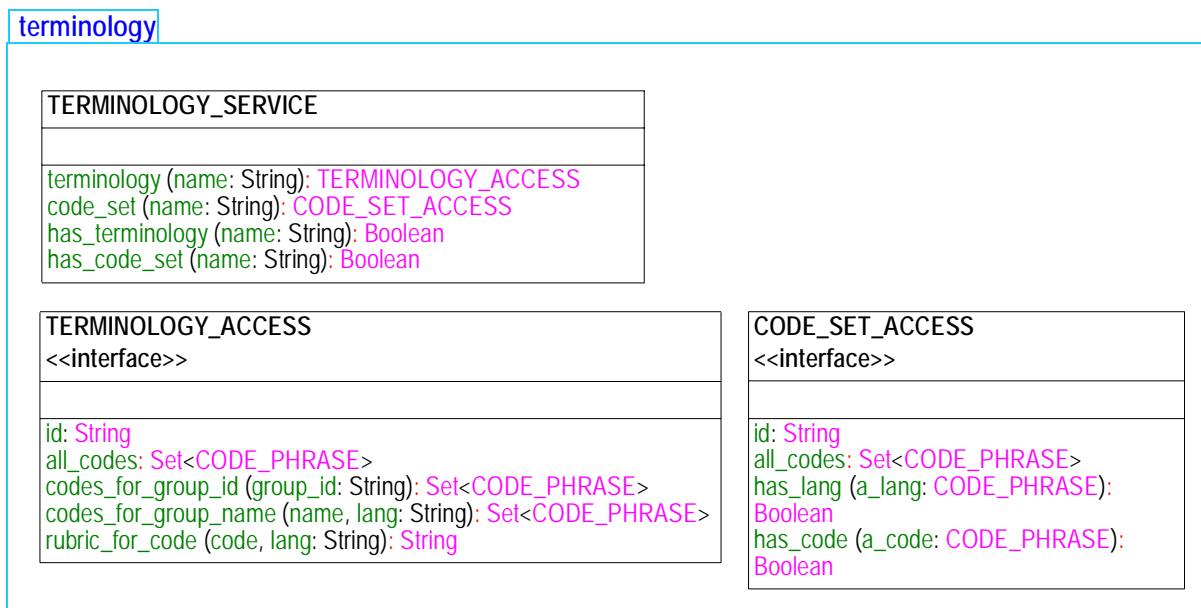 terminology
TERMINOLOGY_SERVICE
terminology (name: String): TERMINOLOGY_ACCESS
code_set (name: String): CODE_SET_ACCESS
has_terminology (name: String): Boolean
has_code_set (name: String): Boolean
TERMINOLOGY_ACCESS
<<interface>>
id: String
all_codes: Set<CODE_PHRASE>
codes_for_group_id (group_id: String): Set<CODE_PHRASE>
codes_for_group_name (name, lang: String): Set<CODE_PHRASE>
rubric_for_code (code, lang: String): String
CODE_SET_ACCESS
<<interface>>
id: String
all_codes: Set<CODE_PHRASE>
has_lang (a_lang: CODE_PHRASE):
Boolean
has_code (a_code: CODE_PHRASE):
Boolean